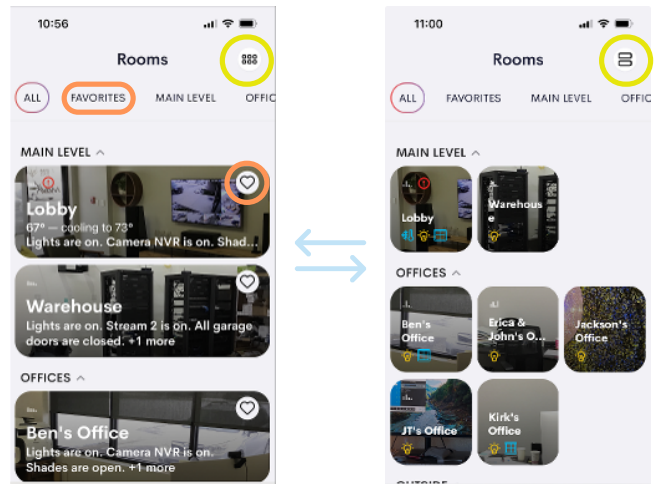 10:56
Rooms
ALL FAVORITES MAIN LEVEL OFFIC
MAIN LEVEL
Lobby
67° — cooling to 73°
Lights are on. Camera NVR is on. Shad...
Warehouse
Lights are on. Stream 2 is on. All garage
doors are closed. +1 more
OFFICES
Ben's Office
Lights are on. Camera NVR is on.
Shades are open. +1 more
11:00
Rooms
ALL FAVORITES MAIN LEVEL OFFIC
MAIN LEVEL
Lobby
Warehous
e
OFFICES
Ben's
Office
Erica &
John's O...
Jackson's
Office
JT's Office
Kirk's
Office
OUTSIDE